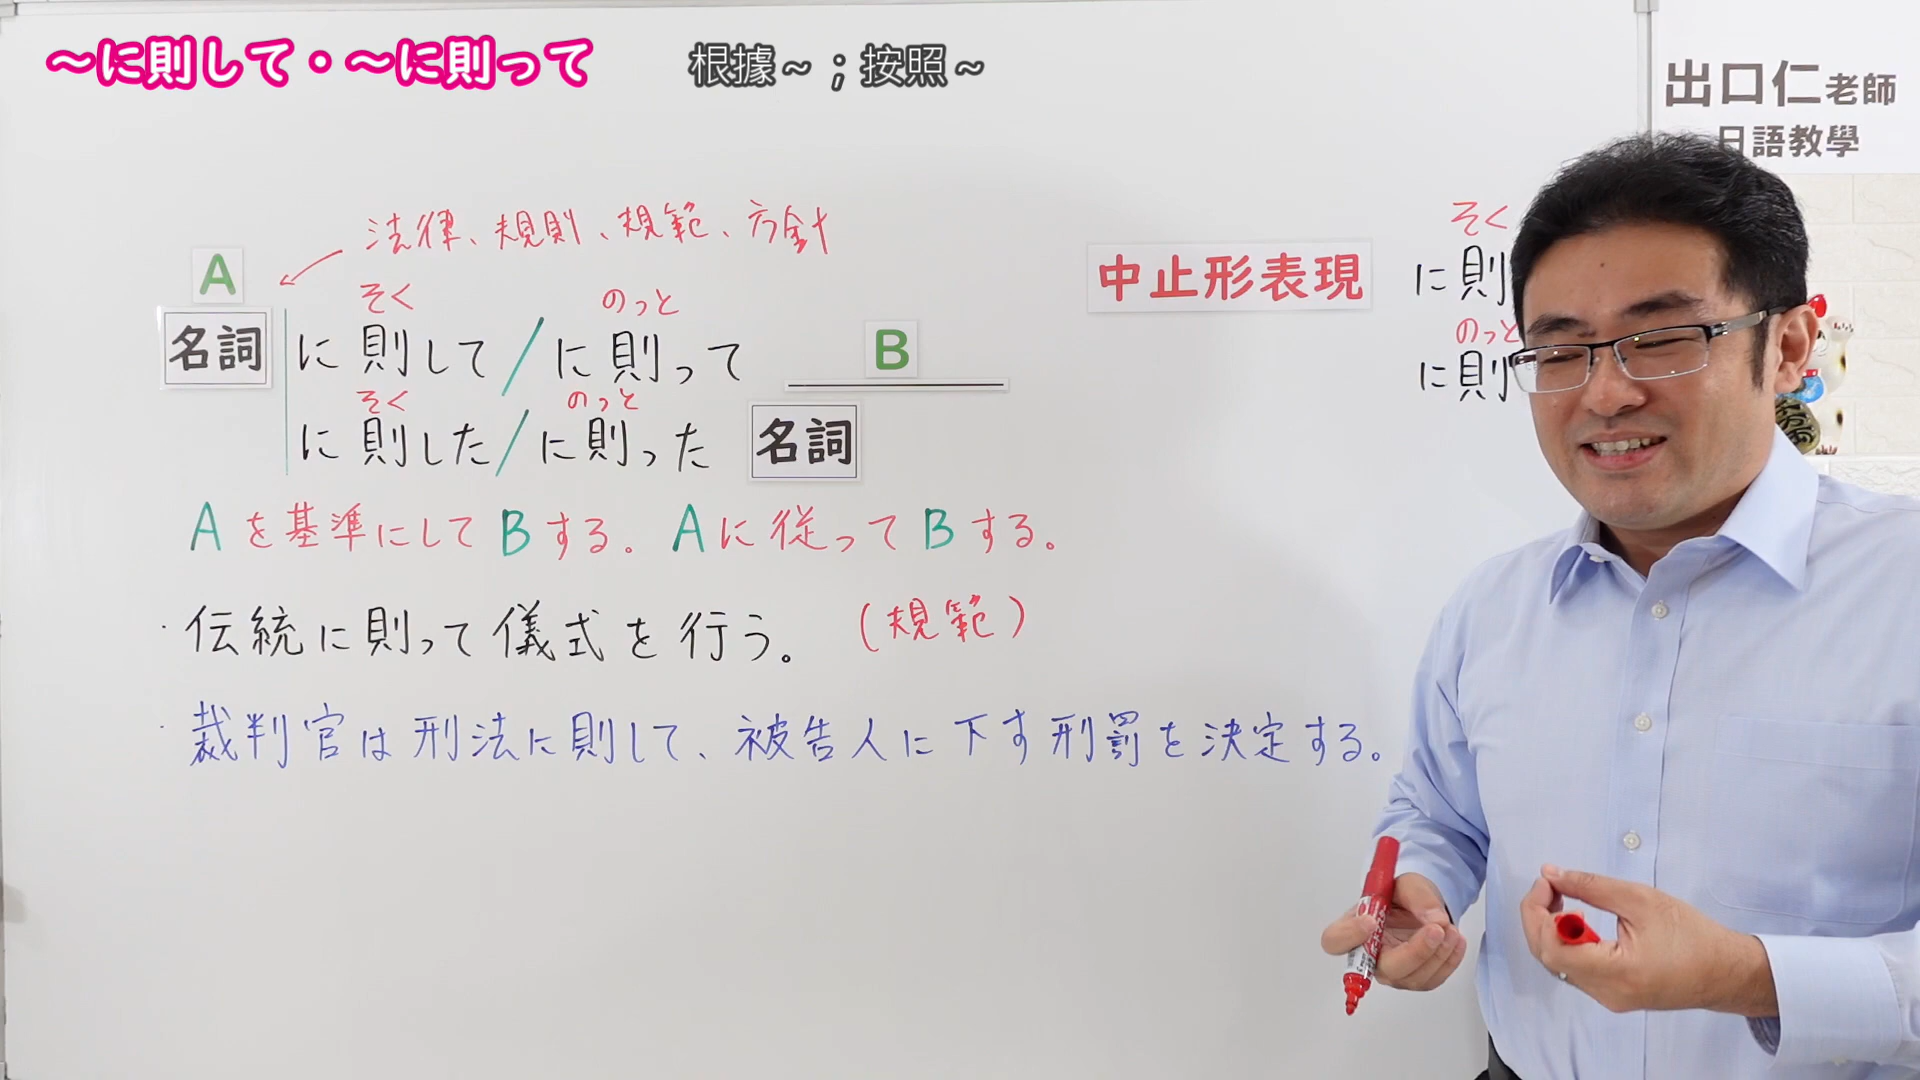 ～に則して・～に則って 根據～；按照～
出口仁老師
日語教學
法律、規則、規範、方針
A
そく のっと
名詞 に則して／に則って B
そく のっと
に則した／に則った 名詞
Aを基準にしてBする。Aに従ってBする。
・伝統に則って儀式を行う。（規範）
・裁判官は刑法に則して、被告人に下す刑罰を決定する。
中止形表現
そく
に則
のっと
に則